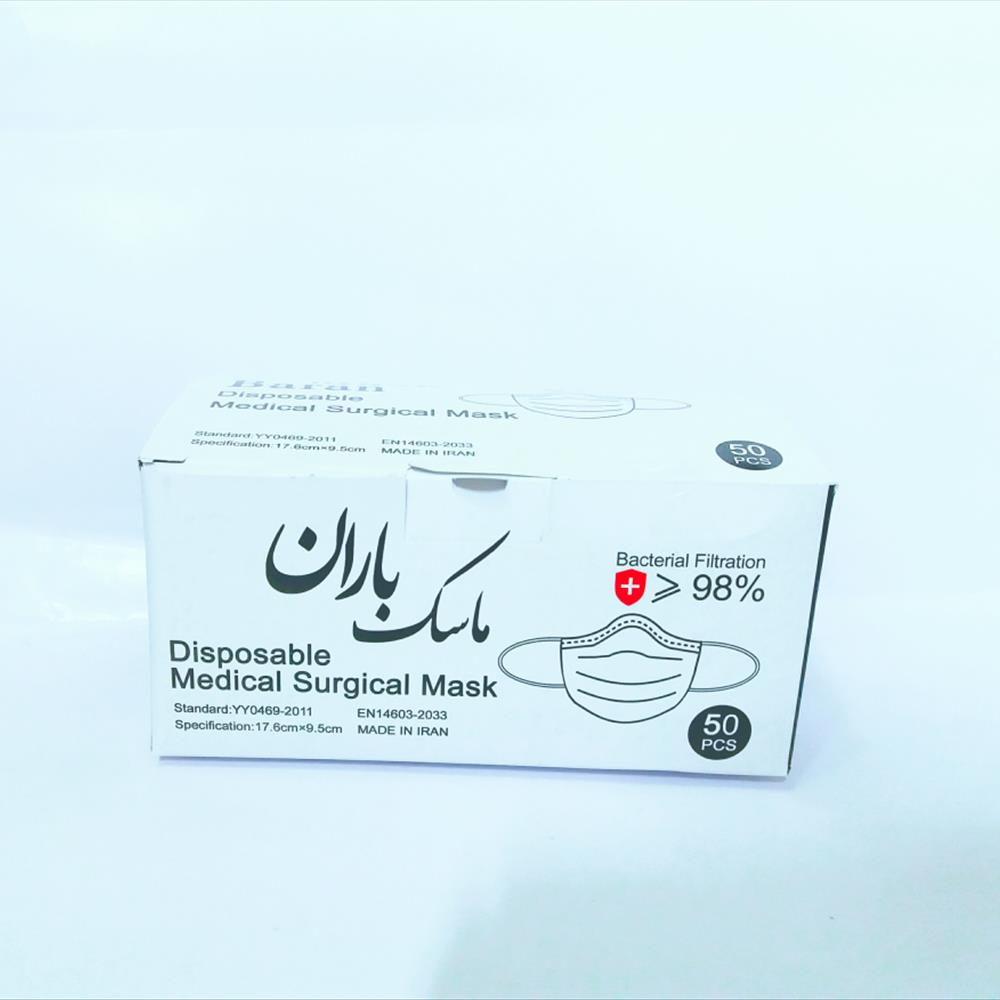 Baran
Disposable
Medical Surgical Mask
Standard:YY0469-2011 EN14603-2033
Specification:17.6cm×9.5cm MADE IN IRAN
50
PCS
ماسک باران
Bacterial Filtration
⩾ 98%
Disposable
Medical Surgical Mask
Standard:YY0469-2011 EN14603-2033
Specification:17.6cm×9.5cm MADE IN IRAN
50
PCS